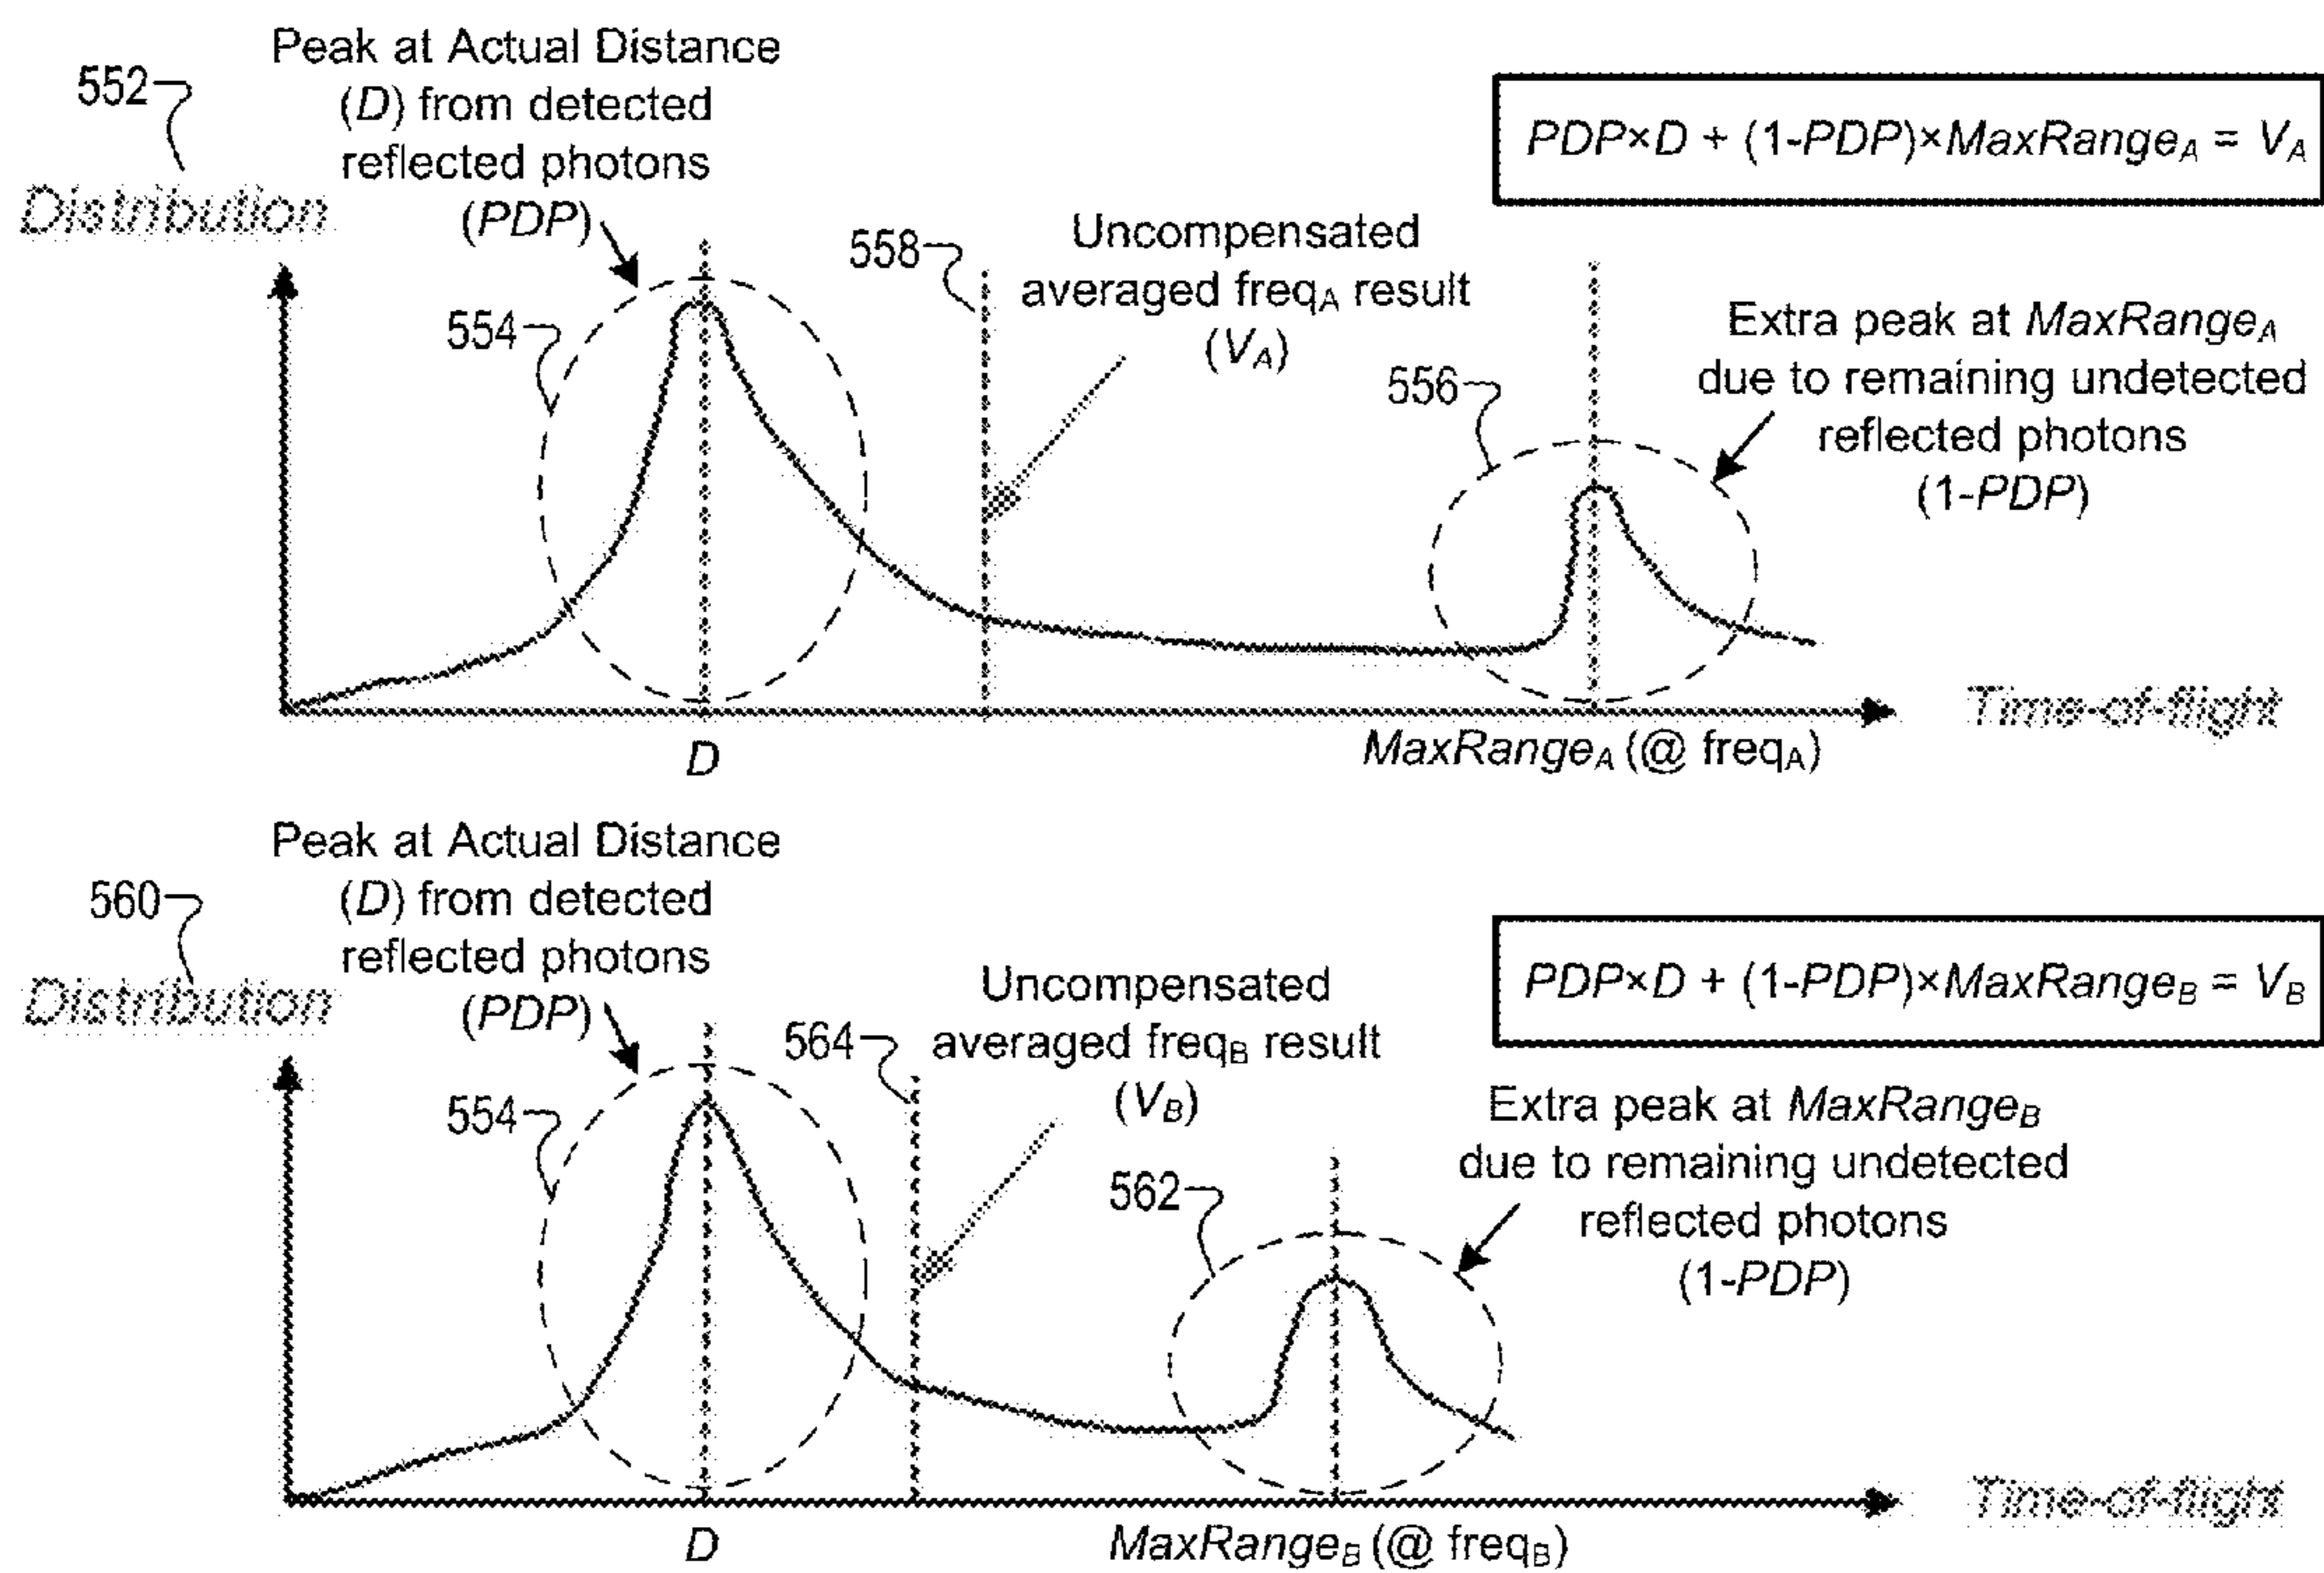 Peak at Actual Distance
(D) from detected
reflected photons
(PDP)
552
Distribution
554
558
Uncompensated
averaged freqA result
(VA)
PDP×D + (1-PDP)×MaxRangeA = VA
556
Extra peak at MaxRangeA
due to remaining undetected
reflected photons
(1-PDP)
Time-of-flight
D
MaxRangeA (@ freqA)
Peak at Actual Distance
(D) from detected
reflected photons
(PDP)
560
Distribution
554
564
Uncompensated
averaged freqB result
(VB)
PDP×D + (1-PDP)×MaxRangeB = VB
562
Extra peak at MaxRangeB
due to remaining undetected
reflected photons
(1-PDP)
Time-of-flight
D
MaxRangeB (@ freqB)